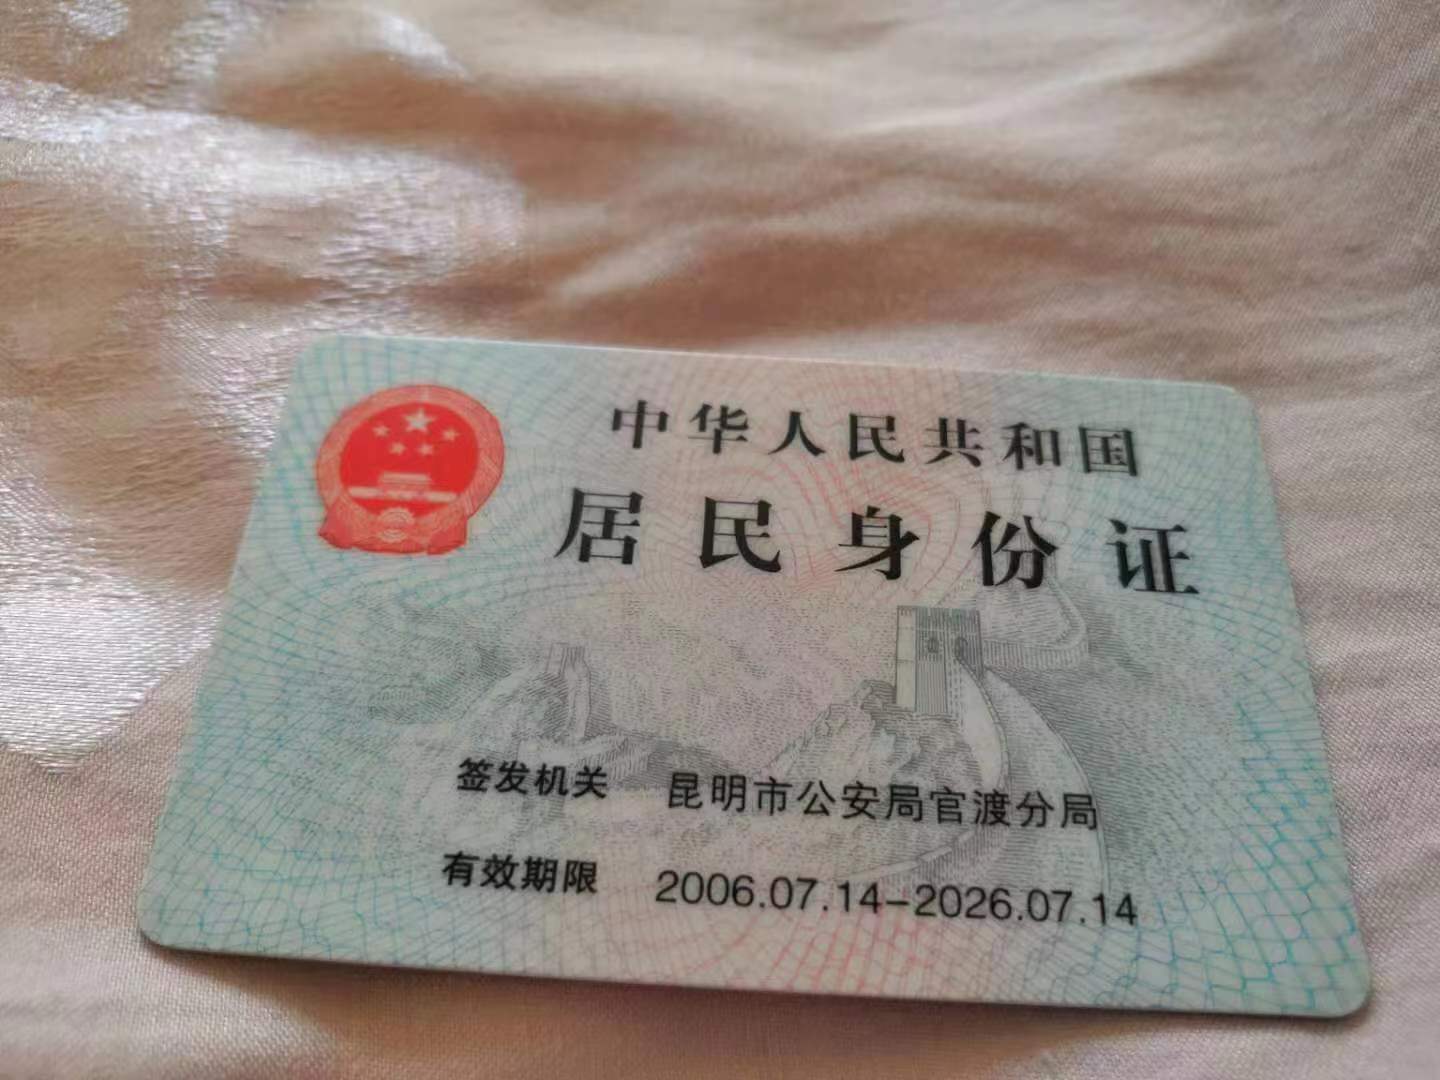 中华人民共和国
居民身份证
签发机关 昆明市公安局官渡分局
有效期限 2006.07.14-2026.07.14